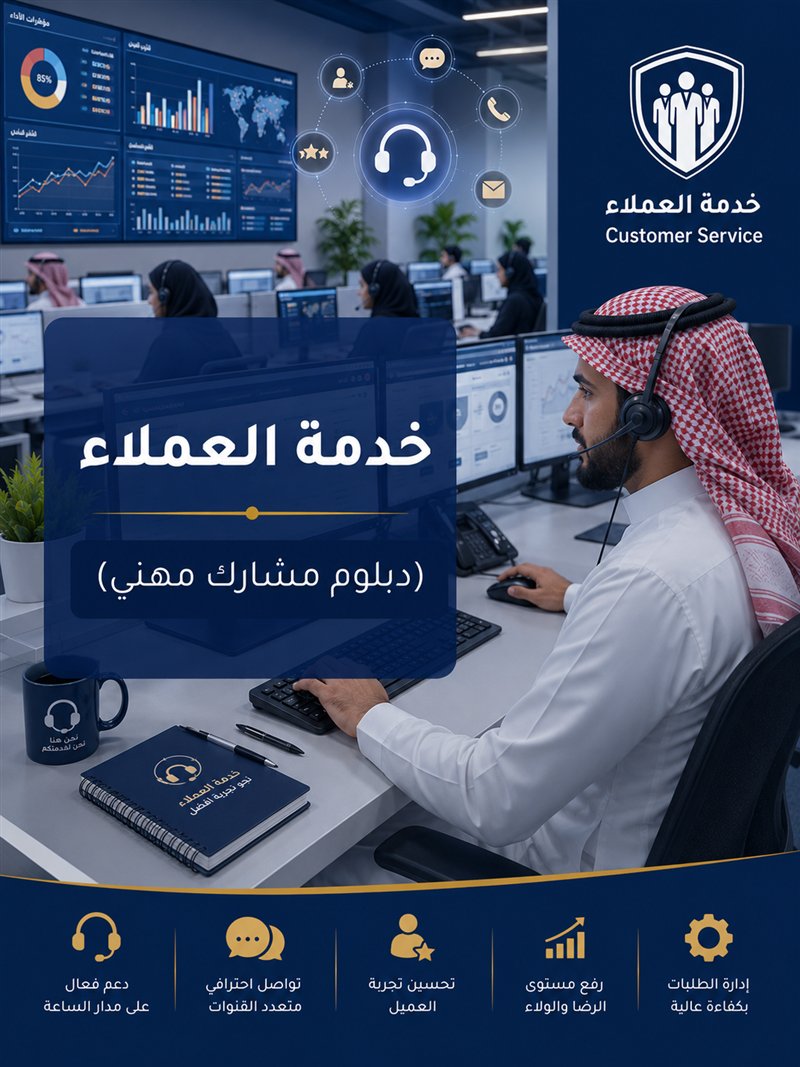 مؤشرات الأداء
85%
خدمة العملاء
Customer Service
خدمة العملاء
(دبلوم مشارك مهني)
نحن هنا
نحن لخدمتكم
خدمة العملاء
نحو تجربة أفضل
إدارة الطلبات
بكفاءة عالية
رفع مستوى
الرضا والولاء
تحسين تجربة
العميل
تواصل احترافي
متعدد القنوات
دعم فعال
على مدار الساعة